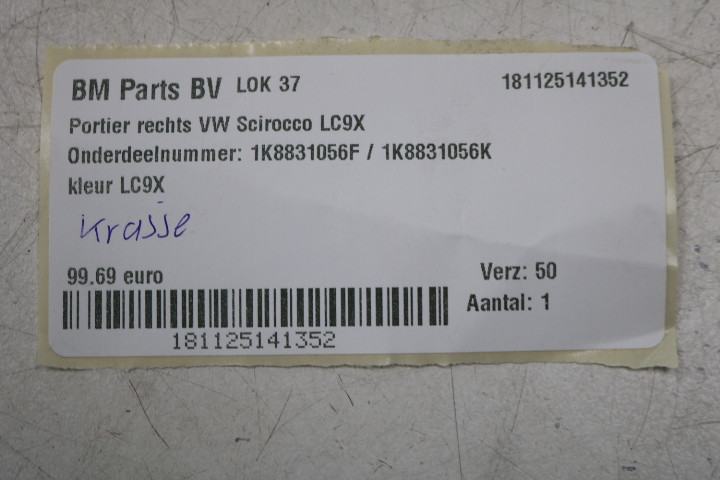 BM Parts BV LOK 37 181125141352
Portier rechts VW Scirocco LC9X
Onderdeelnummer: 1K8831056F / 1K8831056K
kleur LC9X
Krasse
99.69 euro Verz: 50
Aantal: 1
181125141352